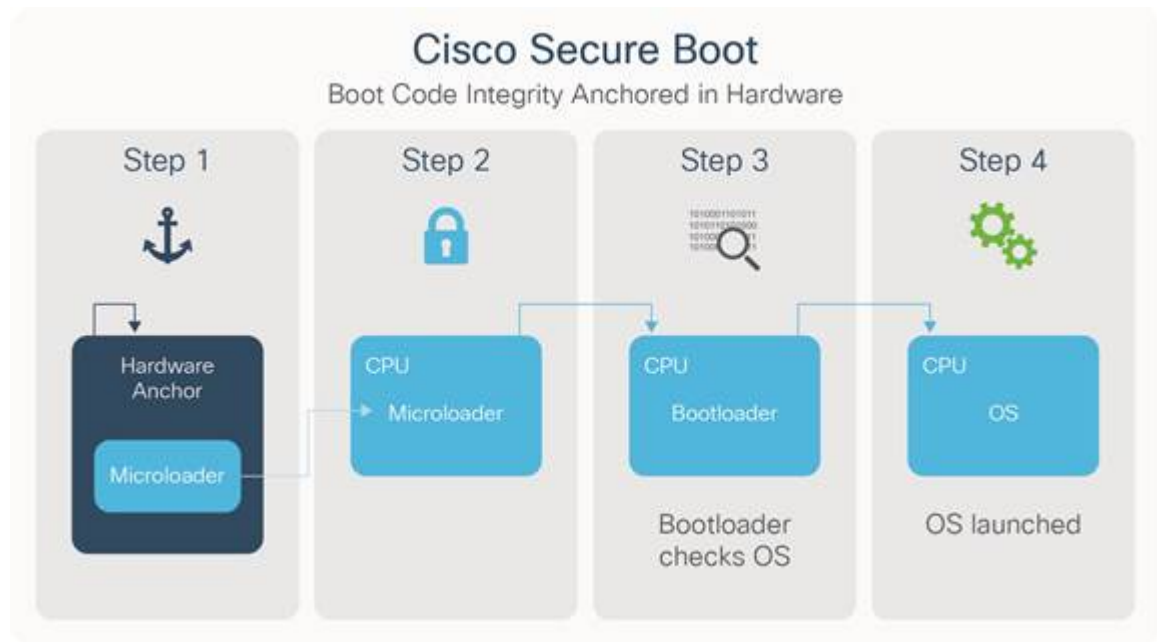 Cisco Secure Boot
Boot Code Integrity Anchored in Hardware
Step 1
Hardware
Anchor
Microloader
Step 2
CPU
Microloader
Step 3
CPU
Bootloader
Bootloader
checks OS
Step 4
CPU
OS
OS launched